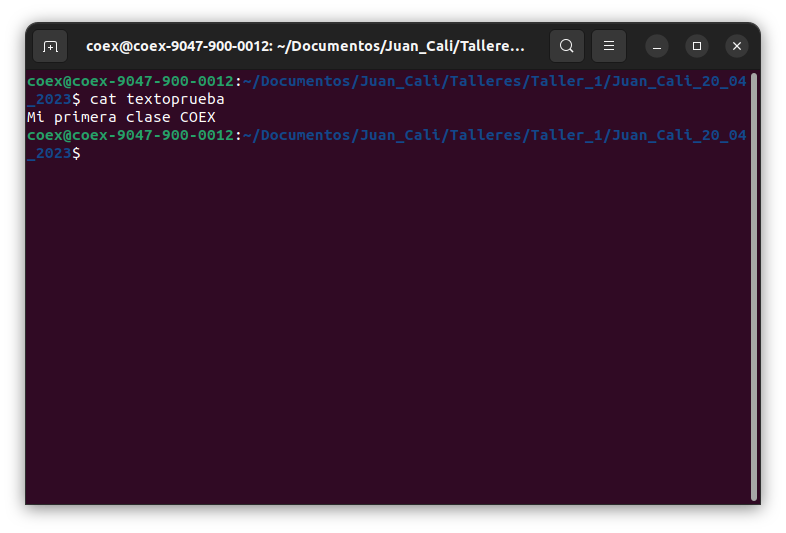 coex@coex-9047-900-0012: ~/Documentos/Juan_Cali/Tallere...
coex@coex-9047-900-0012:~/Documentos/Juan_Cali/Talleres/Taller_1/Juan_Cali_20_04
_2023$ cat textoprueba
Mi primera clase COEX
coex@coex-9047-900-0012:~/Documentos/Juan_Cali/Talleres/Taller_1/Juan_Cali_20_04
_2023$